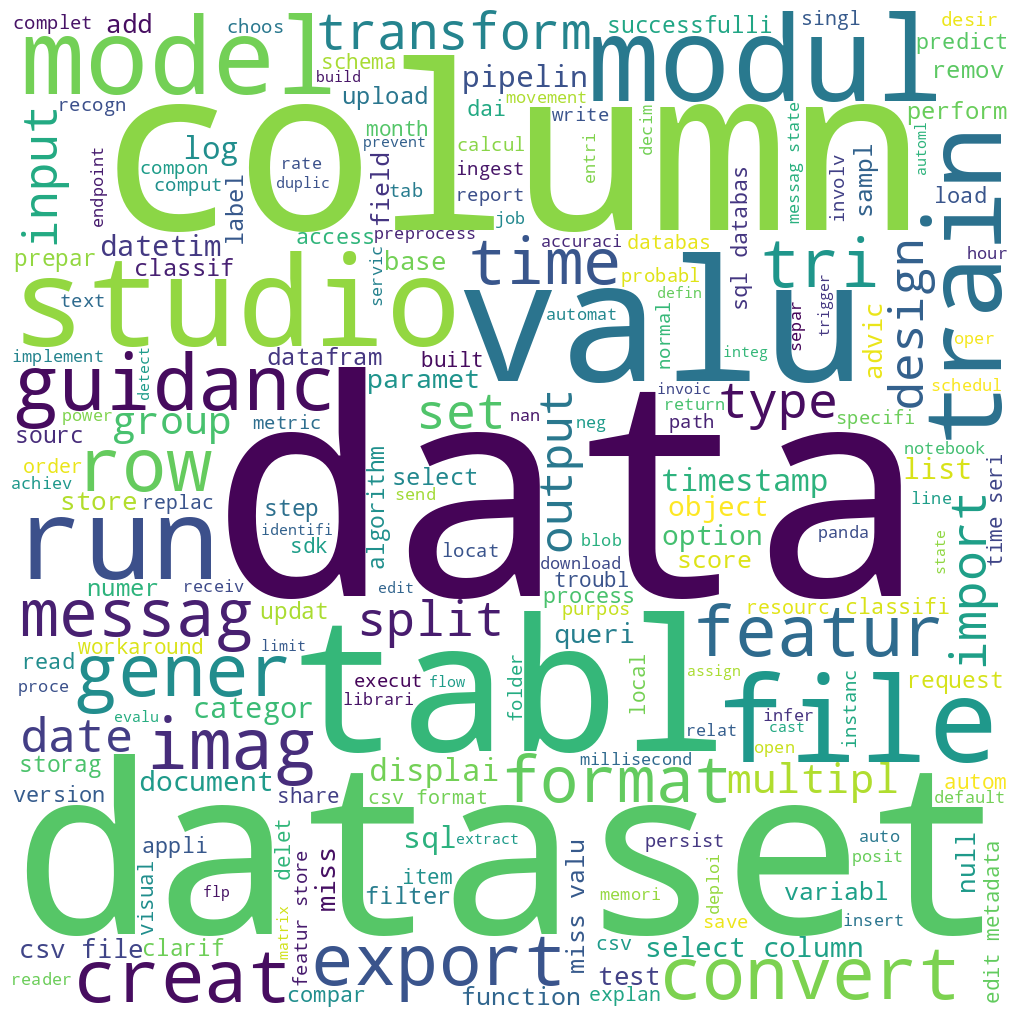 complet add choos transform successfulli singl desir
model modul predict
schema build remov
recogn pipelin upload dai movement write decim perform
column
input log month prevent calcul entri messag state involv sampl automl load train
compon rate field ingest
comput duplic tab report
endpoint label job
datetim access preprocess accuraci databas sql databas design hour
prepar classif servic base time probabl tri
studio text automat defin separ trigger advic oper
valu
implement detect datafram built normal integ schedul
guidanc paramet invoic
power group metric set nan return path type specifi
sourc neg notebook
order row data output timestamp list
achiev algorithm select line time seri
store replac step send object import
identifi sdk locat option panda
run blob score state
numer receiv edit download troubl
messag updat split process purpos resourc classifi
workaround limit queri featur
read gener execut flow folder local assign request
proce librari tabl
evalu categor relat infer instanc file
date imag cast
storag document displai millisecond open autom
version share csv format format multipl default
dataset
appli sql extract persist auto
visual delet miss deploi posit null
flp item memori variabl
filter insert
matrix featur store miss valu save edit metadata
csv file clarif export csv select column
reader creat test convert
compar function explan